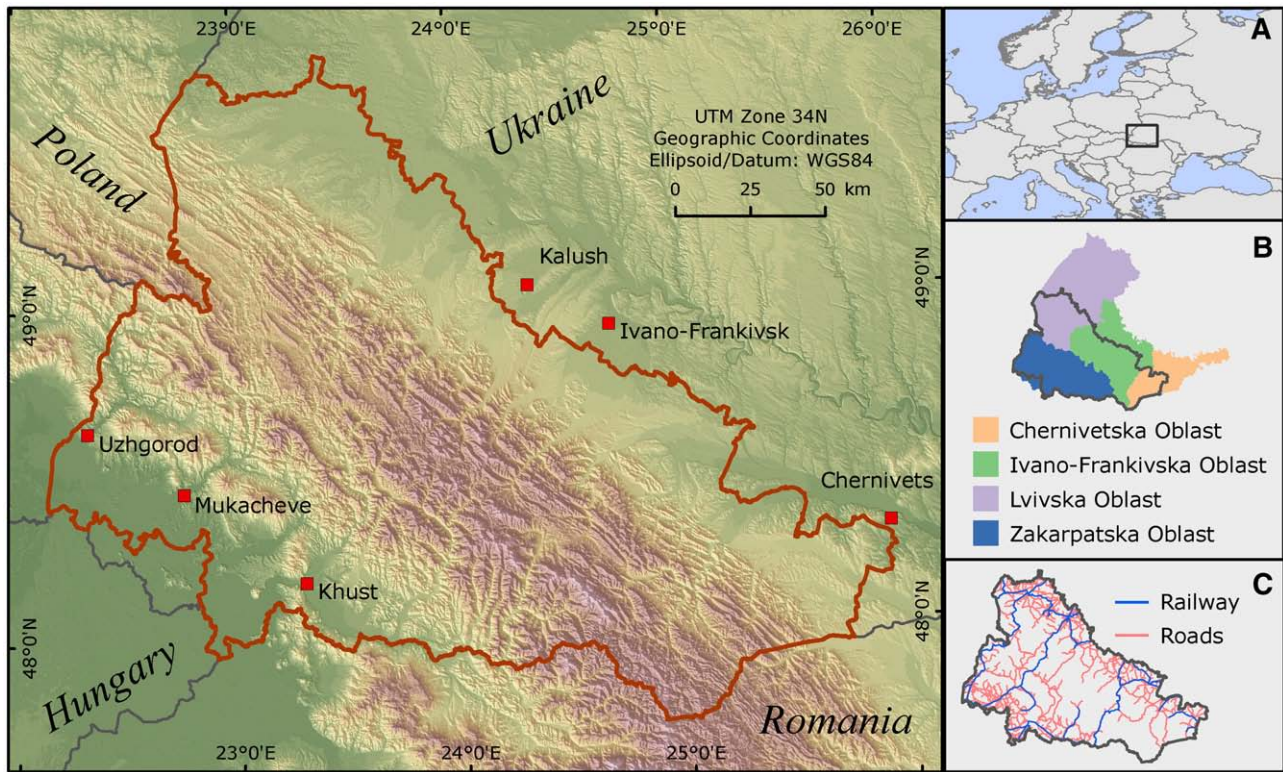 23°0'E
24°0'E
25°0'E
26°0'E
Ukraine
Poland
UTM Zone 34N
Geographic Coordinates
Ellipsoid/Datum: WGS84
0 25 50 km
49°0'N
49°0'N
Kalush
Ivano-Frankivsk
Uzhgorod
Mukacheve
Chernivets
Khust
48°0'N
48°0'N
Hungary
Romania
23°0'E
24°0'E
25°0'E
A
B
Chernivetska Oblast
Ivano-Frankivska Oblast
Lvivska Oblast
Zakarpatska Oblast
C
Railway
Roads